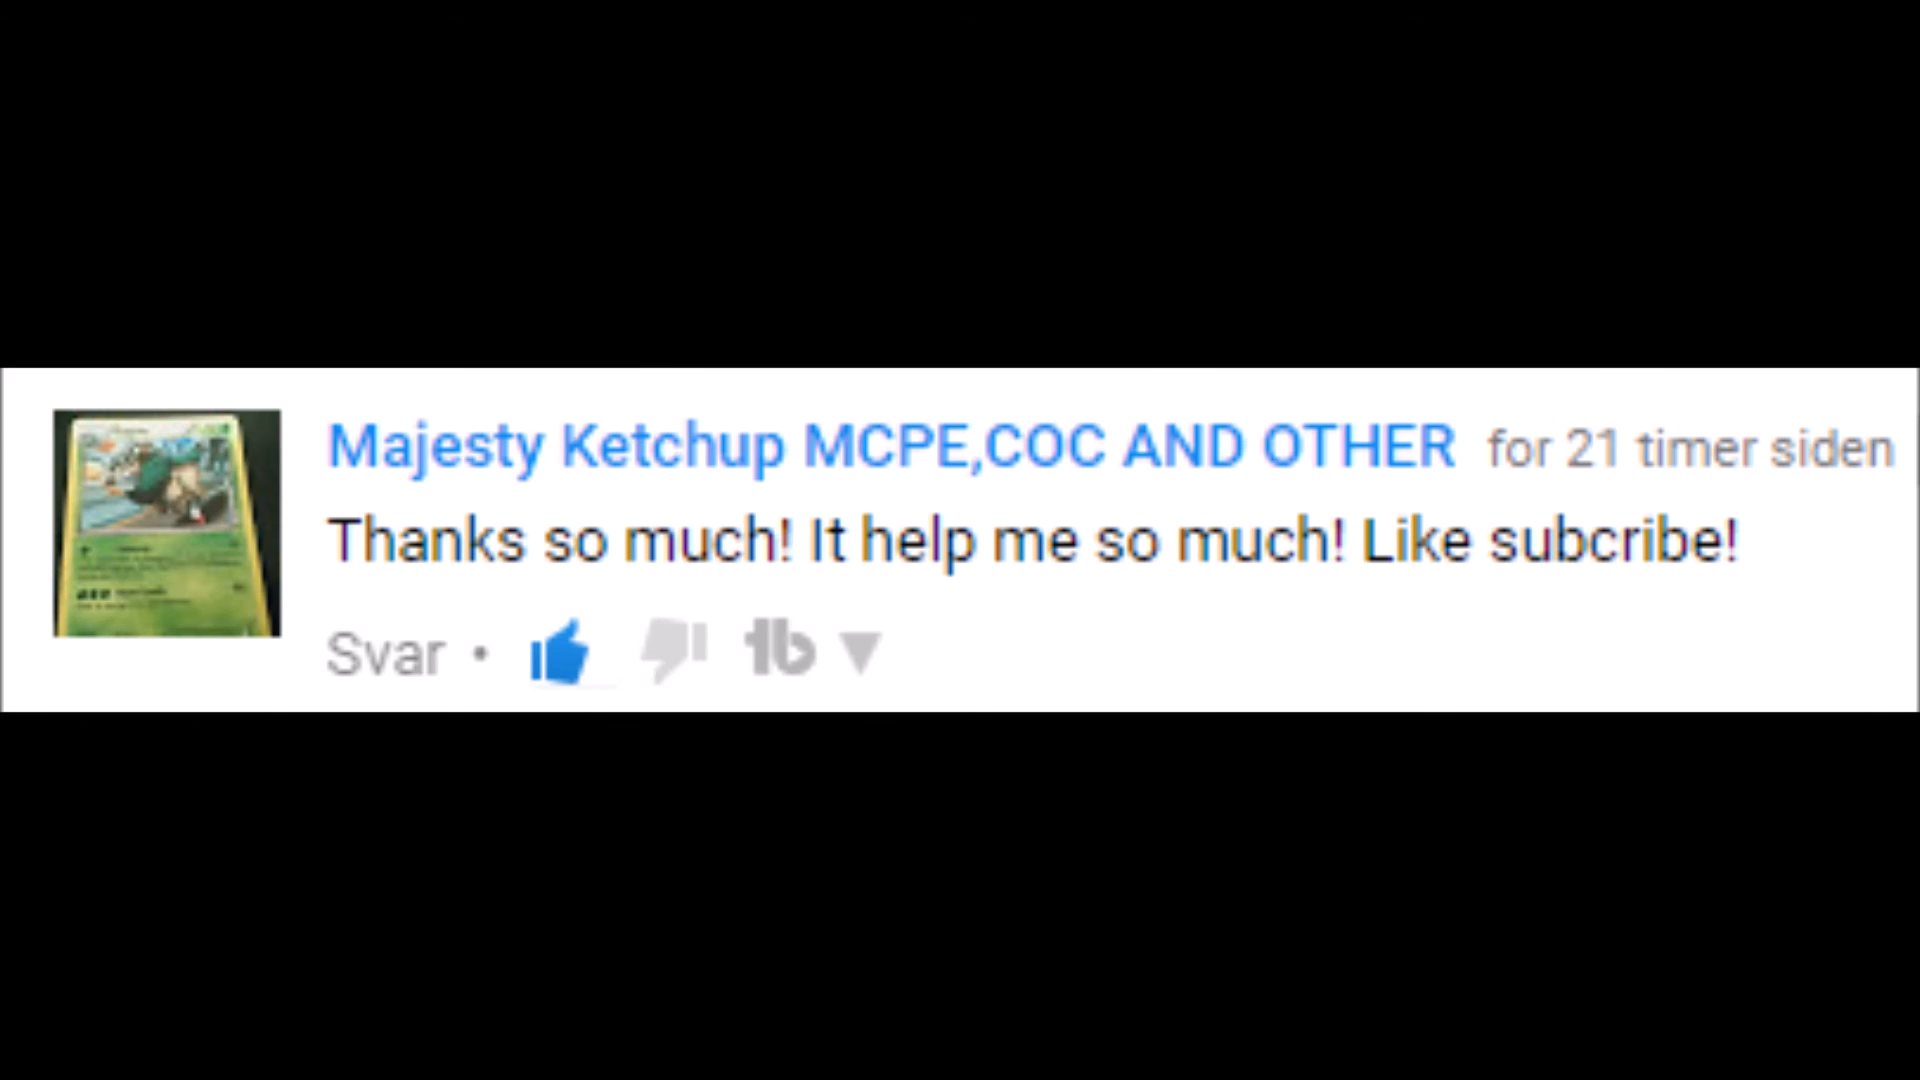 Majesty Ketchup MCPE,COC AND OTHER for 21 timer siden
Thanks so much! It help me so much! Like subcribe!
Svar •